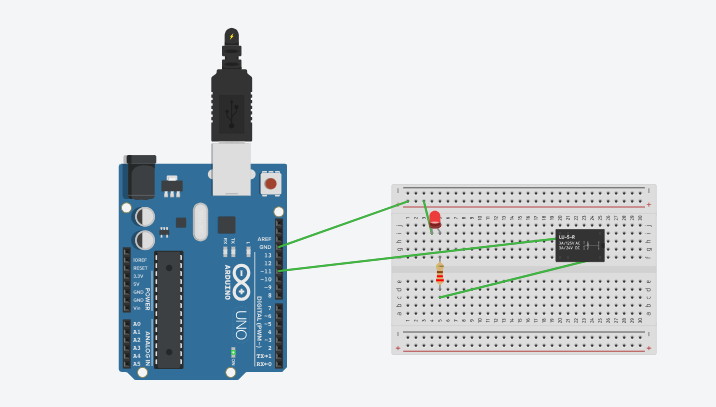 AREF
GND
13
12
~11
~10
~9
8
7
~6
~5
4
~3
2
TX→1
RX←0
DIGITAL (PWM~)
IOREF
RESET
3.3V
5V
GND
GND
Vin
POWER
A0
A1
A2
A3
A4
A5
ANALOG IN
RX
TX
L
ARDUINO
UNO
ON
LU-5-R
3A/125V AC
3A/24V DC